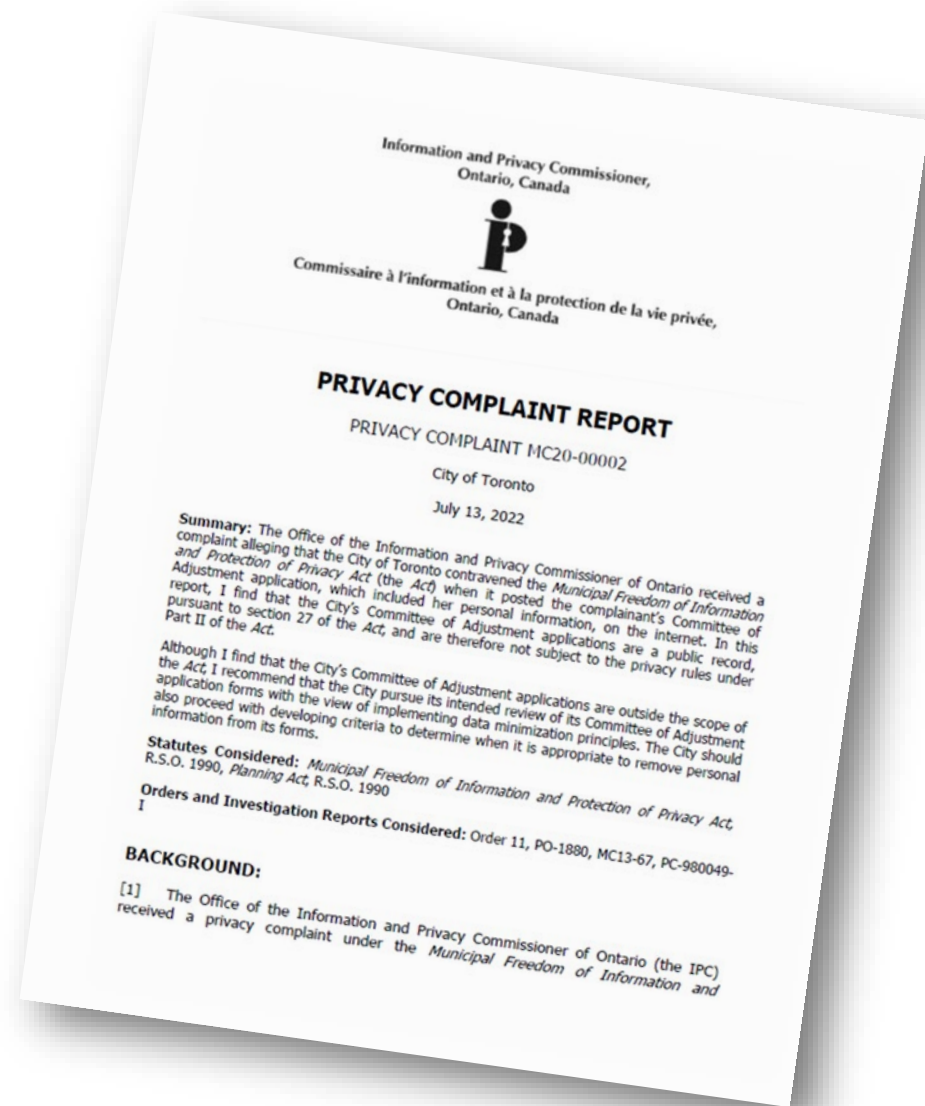 Information and Privacy Commissioner,
Ontario, Canada
Commissaire à l'information et à la protection de la vie privée,
Ontario, Canada
PRIVACY COMPLAINT REPORT
PRIVACY COMPLAINT MC20-00002
City of Toronto
July 13, 2022
Summary: The Office of the Information and Privacy Commissioner of Ontario received a
complaint alleging that the City of Toronto contravened the Municipal Freedom of Information
and Protection of Privacy Act (the Act) when it posted the complainant's Committee of
Adjustment application, which included her personal information, on the internet. In this
report, I find that the City's Committee of Adjustment applications are a public record,
pursuant to section 27 of the Act, and are therefore not subject to the privacy rules under
Part II of the Act.
Although I find that the City's Committee of Adjustment applications are outside the scope of
the Act, I recommend that the City pursue its intended review of its Committee of Adjustment
application forms with the view of implementing data minimization principles. The City should
also proceed with developing criteria to determine when it is appropriate to remove personal
information from its forms.
Statutes Considered: Municipal Freedom of Information and Protection of Privacy Act,
R.S.O. 1990, Planning Act, R.S.O. 1990
Orders and Investigation Reports Considered: Order 11, PO-1880, MC13-67, PC-980049-
I
BACKGROUND:
[1] The Office of the Information and Privacy Commissioner of Ontario (the IPC)
received a privacy complaint under the Municipal Freedom of Information and